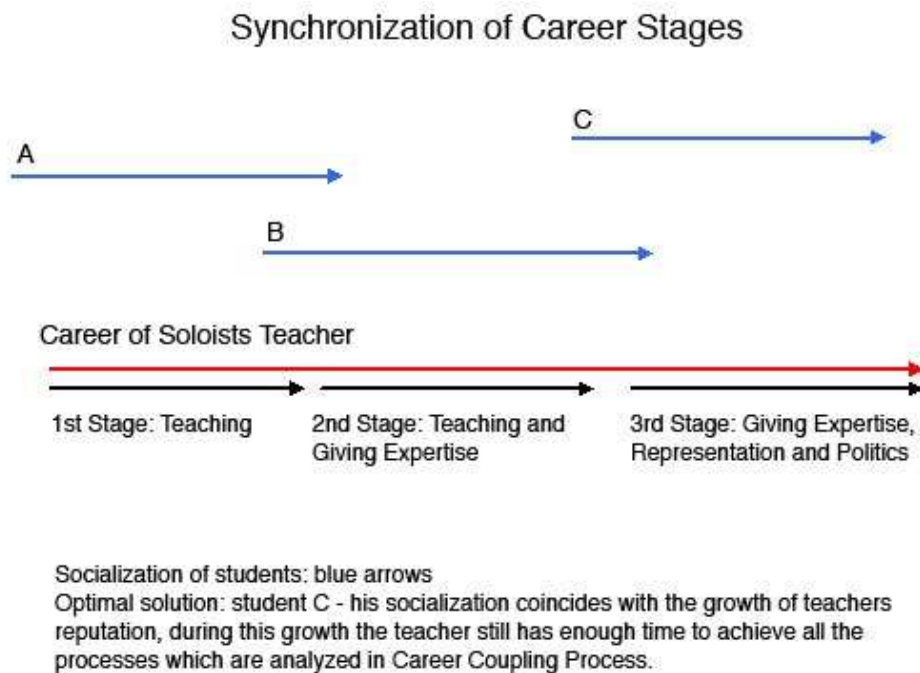 Synchronization of Career Stages
C
A
B
Career of Soloists Teacher
1st Stage: Teaching
2nd Stage: Teaching and
Giving Expertise
3rd Stage: Giving Expertise,
Representation and Politics
Socialization of students: blue arrows
Optimal solution: student C - his socialization coincides with the growth of teachers
reputation, during this growth the teacher still has enough time to achieve all the
processes which are analyzed in Career Coupling Process.